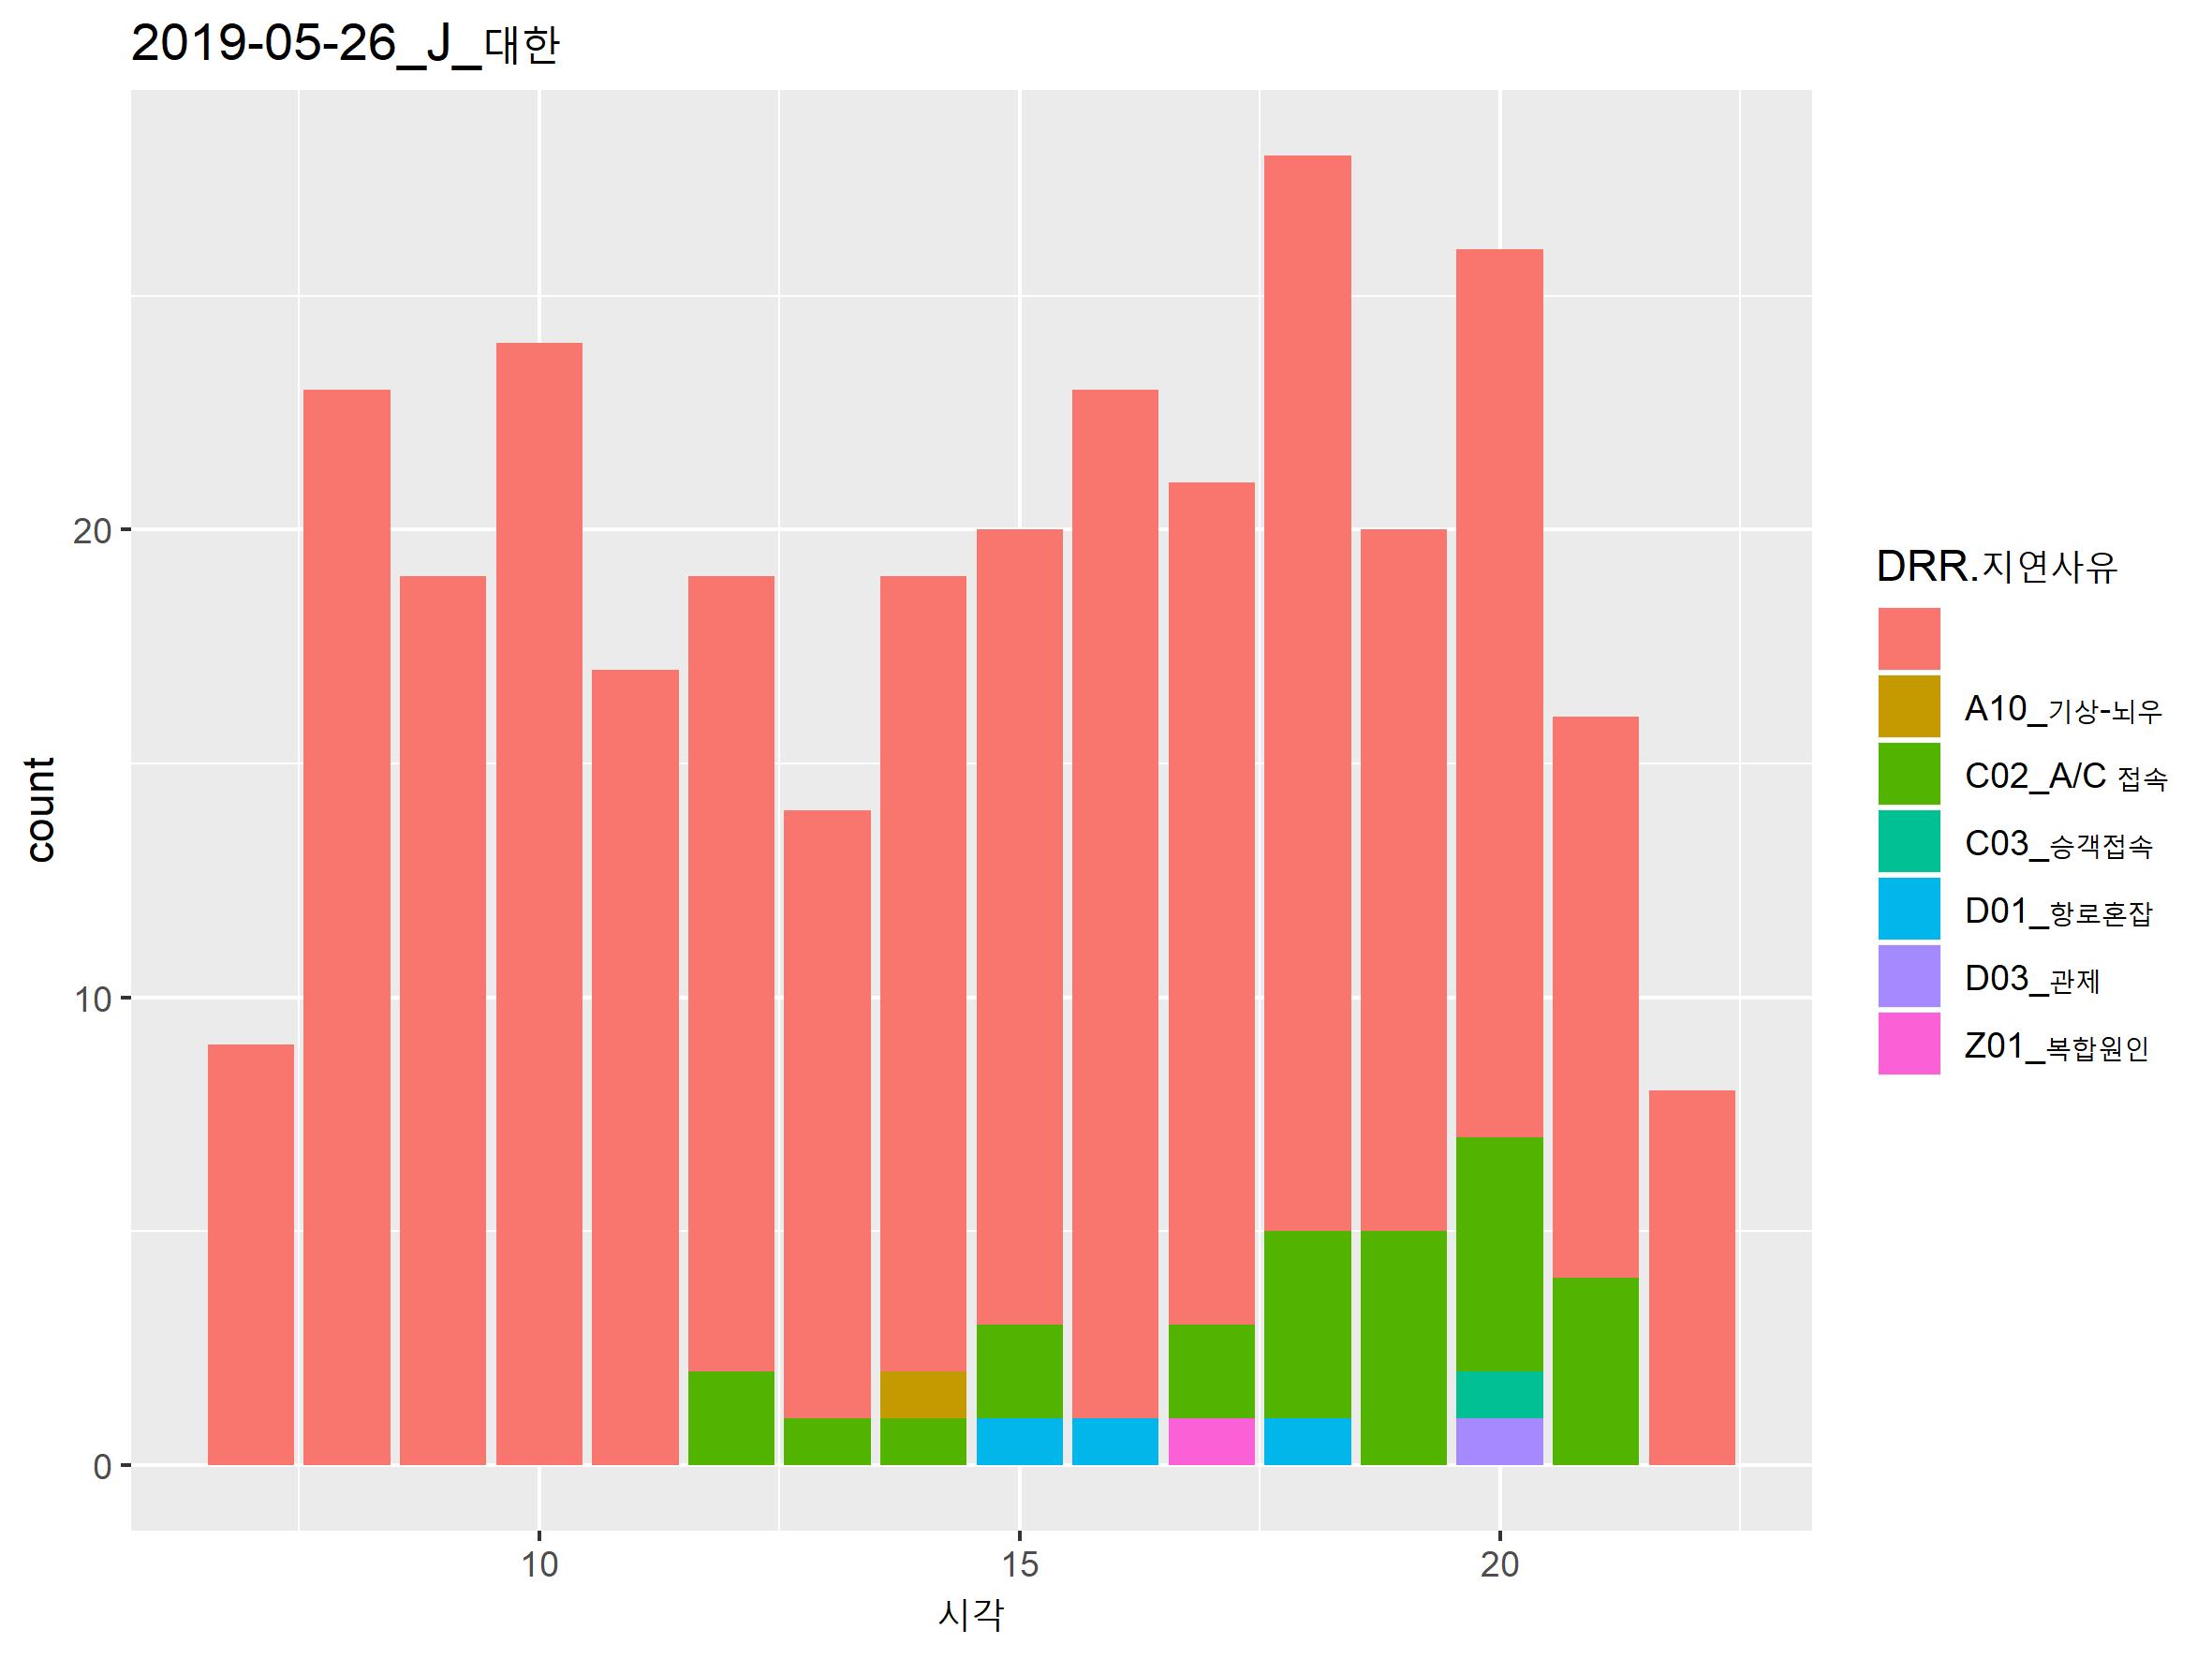 2019-05-26_J_대한
20
10
0
count
10
15
20
시각
DRR.지연사유
A10_기상-뇌우
C02_A/C 접속
C03_승객접속
D01_항로혼잡
D03_관제
Z01_복합원인